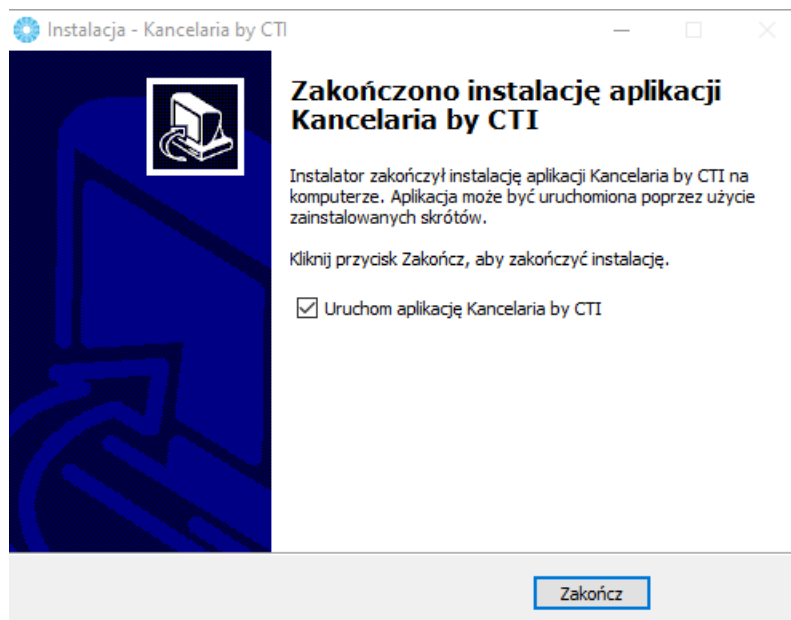 Instalacja - Kancelaria by CTI
Zakończono instalację aplikacji
Kancelaria by CTI
Instalator zakończył instalację aplikacji Kancelaria by CTI na
komputerze. Aplikacja może być uruchomiona poprzez użycie
zainstalowanych skrótów.
Kliknij przycisk Zakończ, aby zakończyć instalację.
Uruchom aplikację Kancelaria by CTI
Zakończ